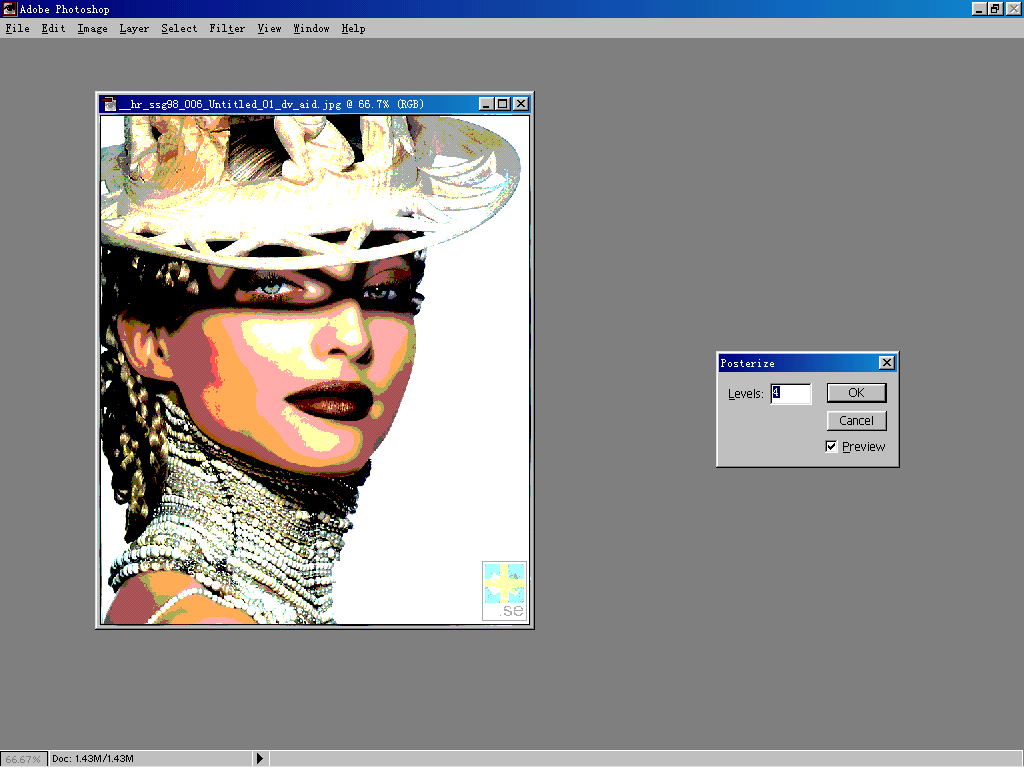 Adobe Photoshop
File Edit Image Layer Select Filter View Window Help
__hr_ssg98_006_Untitled_01_dv_aid.jpg @ 66.7% (RGB)
Posterize
Levels: 4 OK
Cancel
Preview
.se
66.67% Doc: 1.43M/1.43M